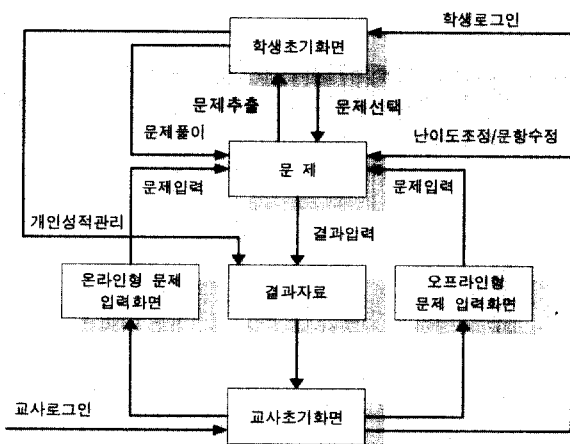 학생로그인
학생초기화면
문제추출
문제선택
문제풀이
난이도조정/문항수정
문 제
문제입력
문제입력
개인성적관리
결과입력
온라인형 문제
입력화면
결과자료
오프라인형
문제 입력화면
교사로그인
교사초기화면